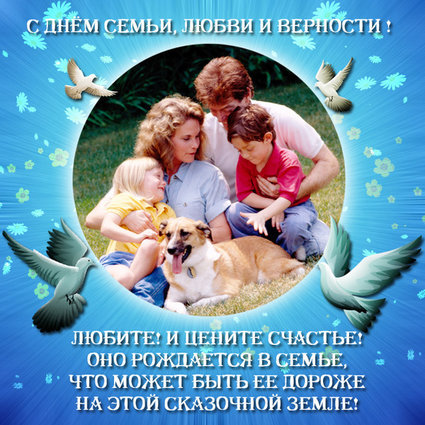 С ДНЁМ СЕМЬИ, ЛЮБВИ И ВЕРНОСТИ !
ЛЮБИТЕ! И ЦЕНИТЕ СЧАСТЬЕ!
ОНО РОЖДАЕТСЯ В СЕМЬЕ,
ЧТО МОЖЕТ БЫТЬ ЕЕ ДОРОЖЕ
НА ЭТОЙ СКАЗОЧНОЙ ЗЕМЛЕ!